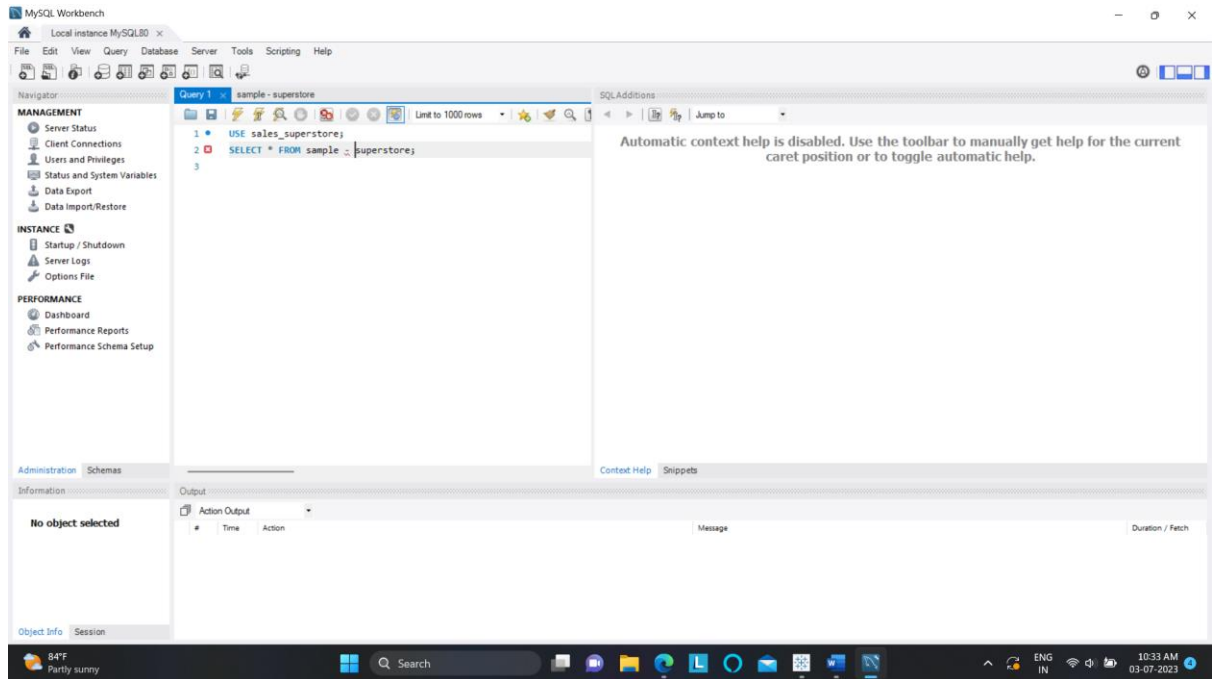 MySQL Workbench
Local instance MySQL80
File Edit View Query Database Server Tools Scripting Help
Navigator
MANAGEMENT
Server Status
Client Connections
Users and Privileges
Status and System Variables
Data Export
Data Import/Restore
INSTANCE
Startup / Shutdown
Server Logs
Options File
PERFORMANCE
Dashboard
Performance Reports
Performance Schema Setup
Administration Schemas
Information
No object selected
Object Info Session
Query 1 sample - superstore
Limit to 1000 rows
1 USE sales_superstore;
2 SELECT * FROM sample - superstore;
3
SQLAdditions
Jump to
Automatic context help is disabled. Use the toolbar to manually get help for the current
caret position or to toggle automatic help.
Context Help Snippets
Output
Action Output
# Time Action Message Duration / Fetch
84°F
Partly sunny
Search
ENG
IN
10:33 AM
03-07-2023
4